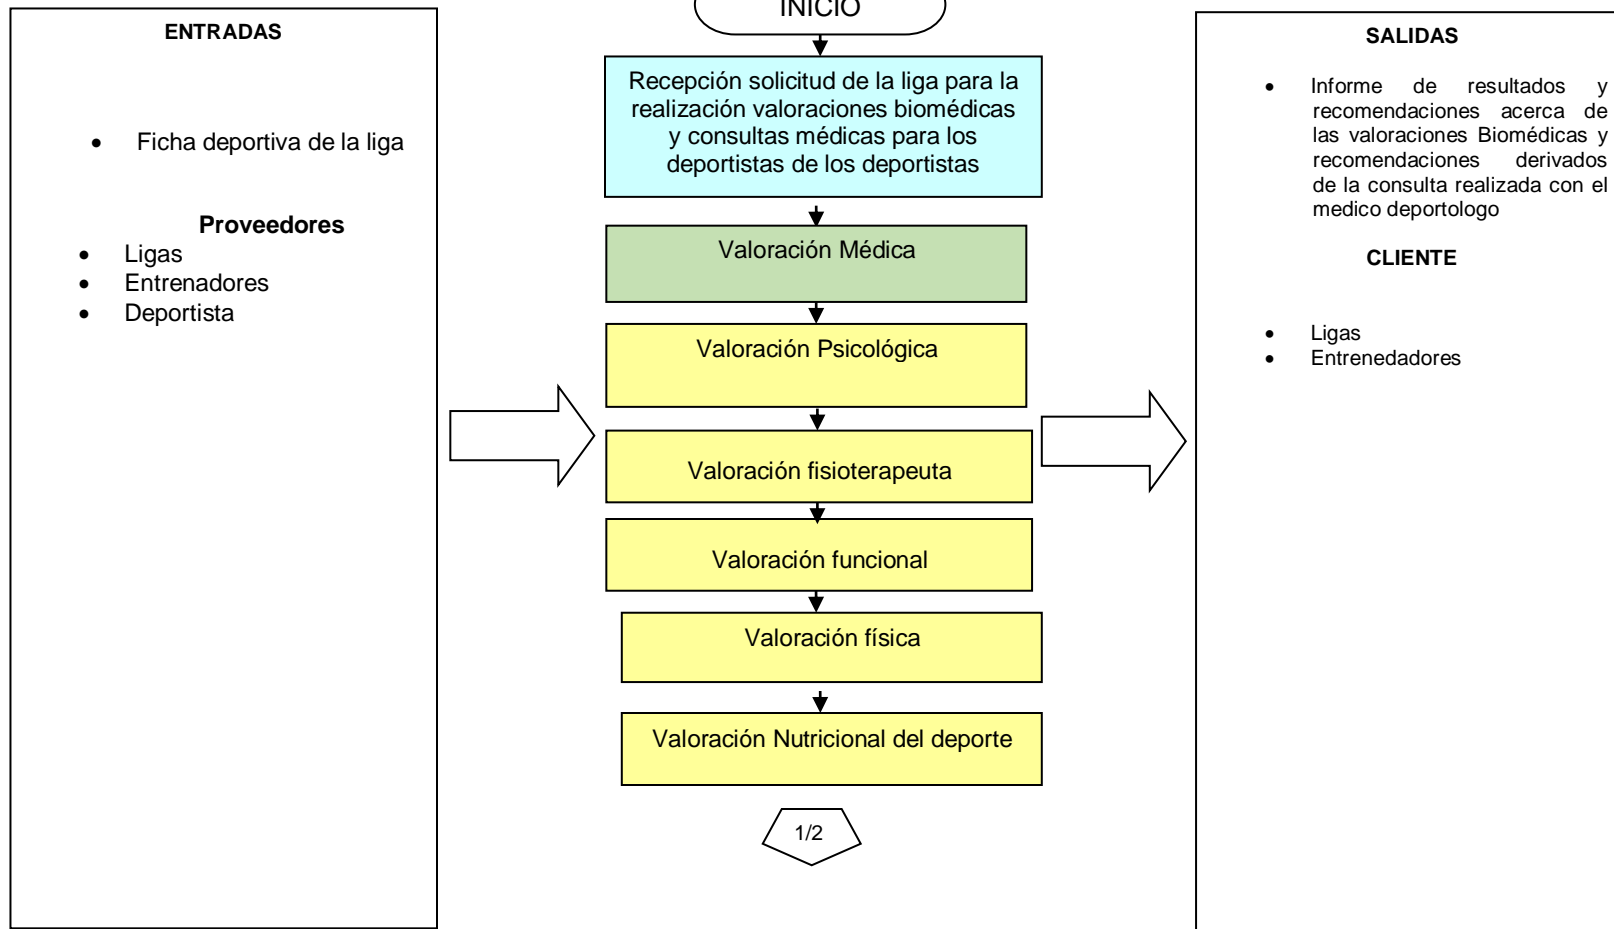 ENTRADAS
• Ficha deportiva de la liga
Proveedores
• Ligas
• Entrenadores
• Deportista
INICIO
Recepción solicitud de la liga para la
realización valoraciones biomédicas
y consultas médicas para los
deportistas de los deportistas
Valoración Médica
Valoración Psicológica
Valoración fisioterapeuta
Valoración funcional
Valoración física
Valoración Nutricional del deporte
1/2
SALIDAS
• Informe de resultados y
recomendaciones acerca de
las valoraciones Biomédicas y
recomendaciones derivados
de la consulta realizada con el
medico deportologo
CLIENTE
• Ligas
• Entrenedadores